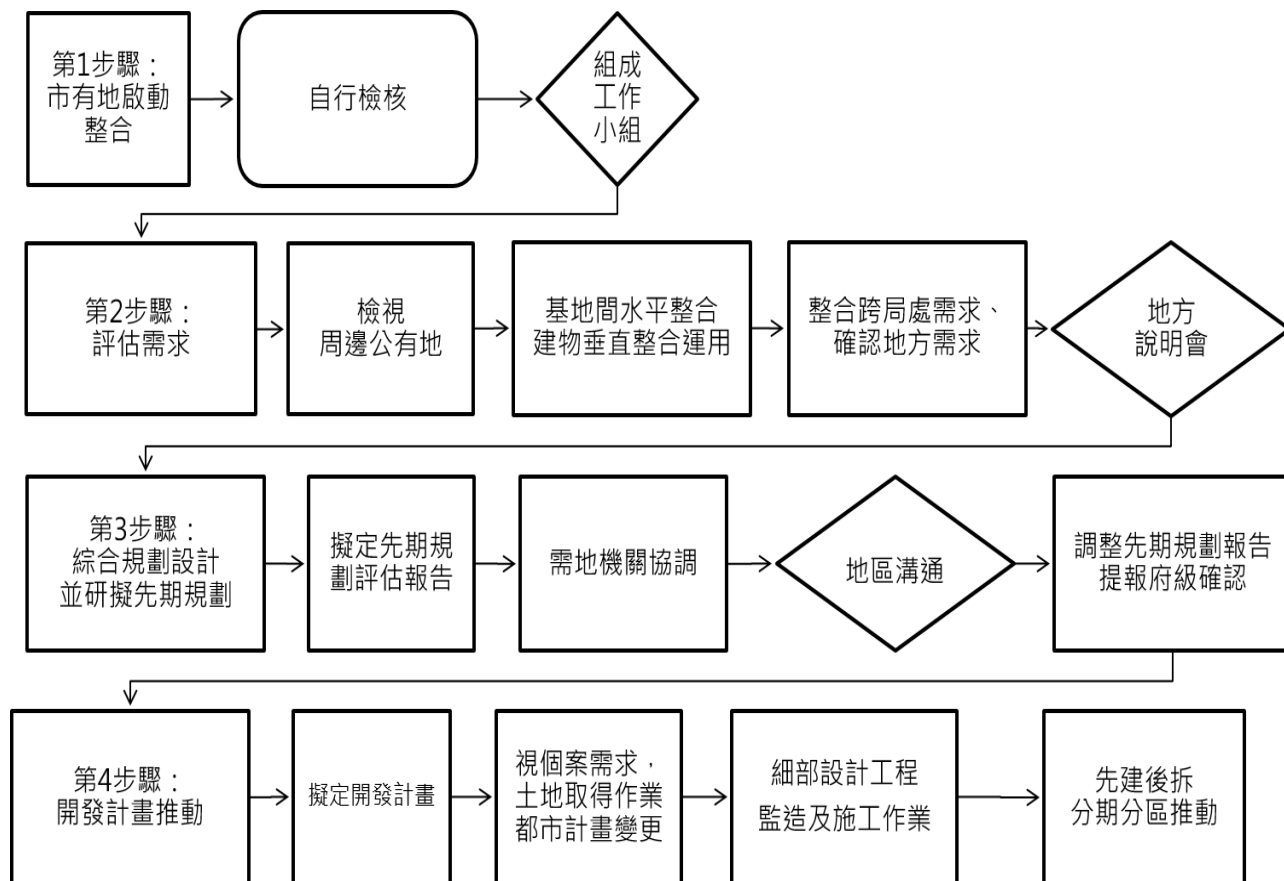 第1步驟：
市有地啟動
整合
自行檢核
組成
工作
小組
第2步驟：
評估需求
檢視
周邊公有地
基地間水平整合
建物垂直整合運用
整合跨局處需求、
確認地方需求
地方
說明會
第3步驟：
綜合規劃設計
並研擬先期規劃
擬定先期規
劃評估報告
需地機關協調
地區溝通
調整先期規劃報告
提報府級確認
第4步驟：
開發計畫推動
擬定開發計畫
視個案需求，
土地取得作業
都市計畫變更
細部設計工程
監造及施工作業
先建後拆
分期分區推動